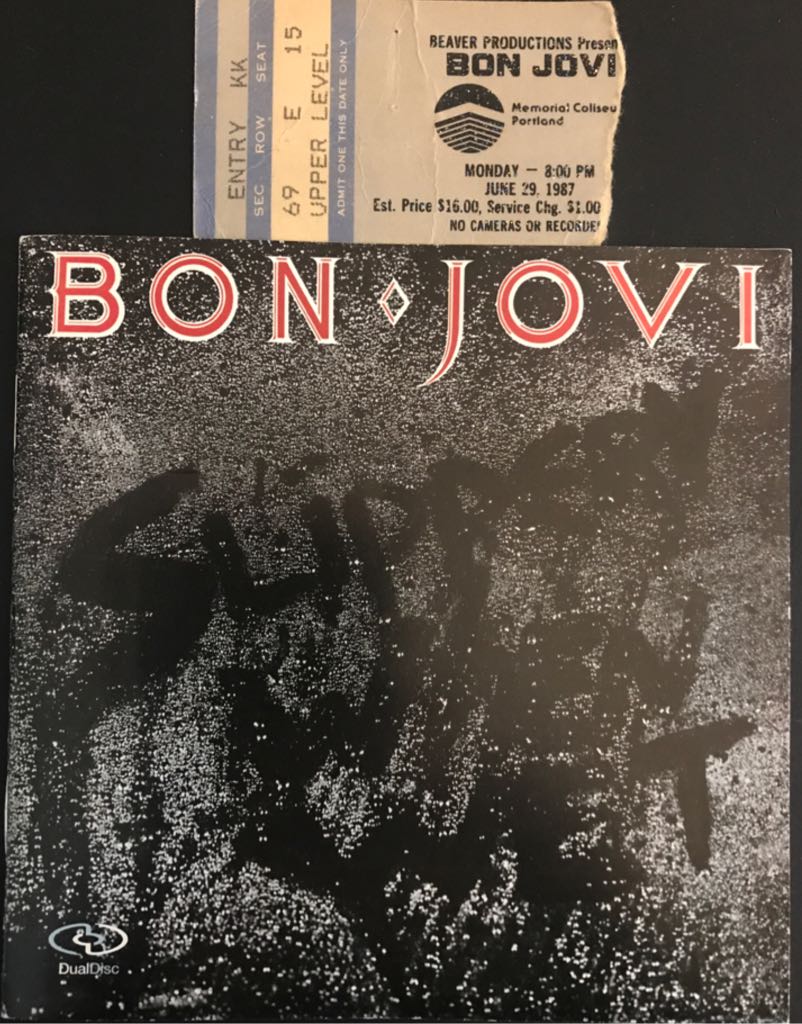 ENTRY KK
SEC. ROW SEAT
69 E 15
UPPER LEVEL
ADMIT ONE THIS DATE ONLY
BEAVER PRODUCTIONS Presen
BON JOVI
Memorial Coliseu
Portland
MONDAY — 8:00 PM
JUNE 29, 1987
Est. Price $16.00, Service Chg. $1.00
NO CAMERAS OR RECORDE
BON JOVI
SLIPPERY
WHEN
WET
DualDisc